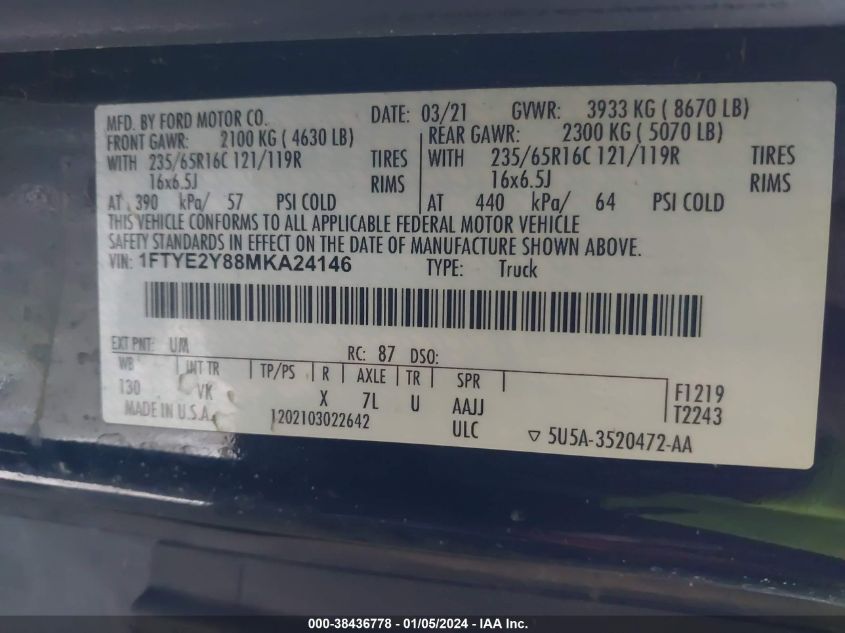 MFD. BY FORD MOTOR CO. DATE: 03/21 GVWR: 3933 KG ( 8670 LB)
FRONT GAWR: 2100 KG ( 4630 LB) REAR GAWR: 2300 KG ( 5070 LB)
WITH 235/65R16C 121/119R TIRES WITH 235/65R16C 121/119R TIRES
16x6.5J RIMS 16x6.5J RIMS
AT 390 kPa/ 57 PSI COLD AT 440 kPa/ 64 PSI COLD
THIS VEHICLE CONFORMS TO ALL APPLICABLE FEDERAL MOTOR VEHICLE
SAFETY STANDARDS IN EFFECT ON THE DATE OF MANUFACTURE SHOWN ABOVE.
VIN: 1FTYE2Y88MKA24146 TYPE: Truck
EXT PNT: UM RC: 87 DSO:
WB INT TR TP/PS R AXLE TR SPR F1219
130 VK X 7L U AAJJ T2243
MADE IN U.S.A. 1202103022642 ULC ▽ 5U5A-3520472-AA
000-38436778 - 01/05/2024 - IAA Inc.